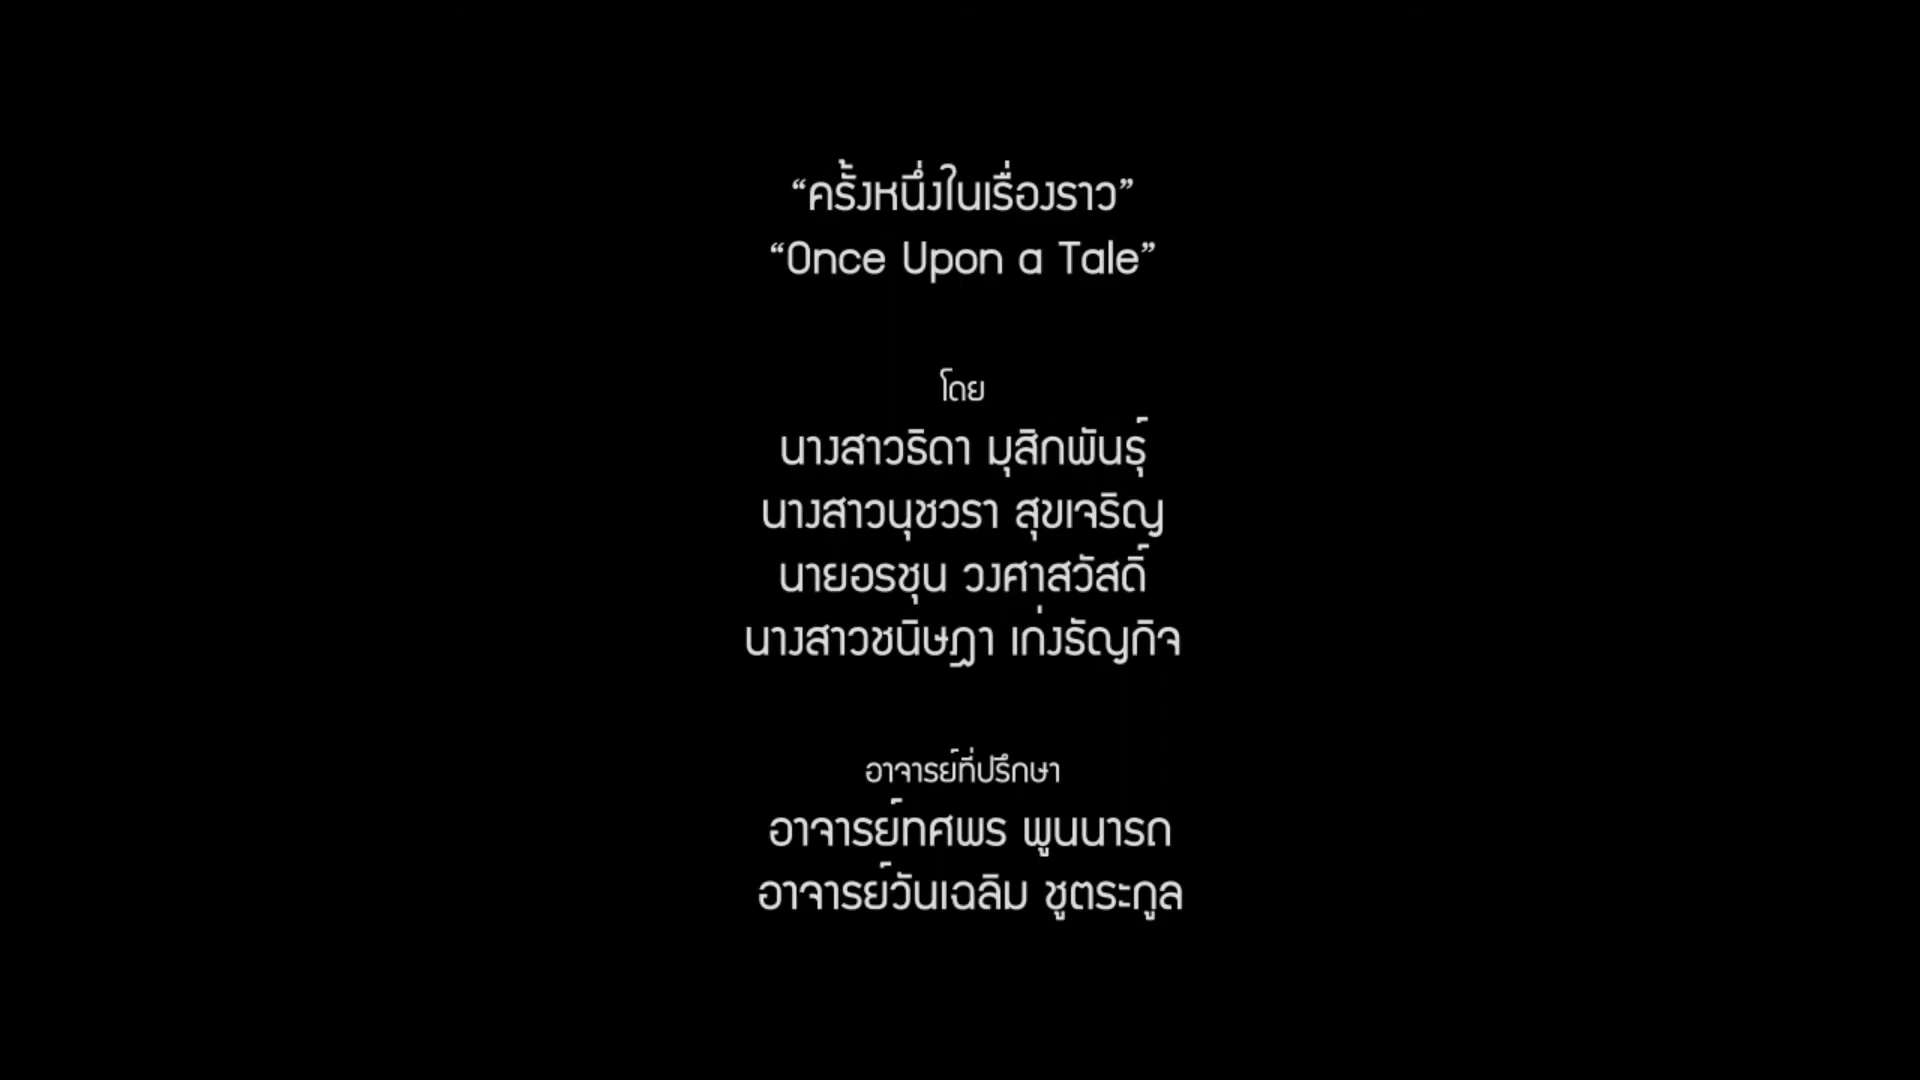 “ครั้งหนึ่งในเรื่องราว”
“Once Upon a Tale”
โดย
นางสาวธิดา มุสิกพันธุ์
นางสาวนุชวรา สุขเจริญ
นายอรชุน วงศาสวัสดิ์
นางสาวชนิษฎา เก่งธัญกิจ
อาจารย์ที่ปรึกษา
อาจารย์ทศพร พูนนารถ
อาจารย์วันเฉลิม ชูตระกูล